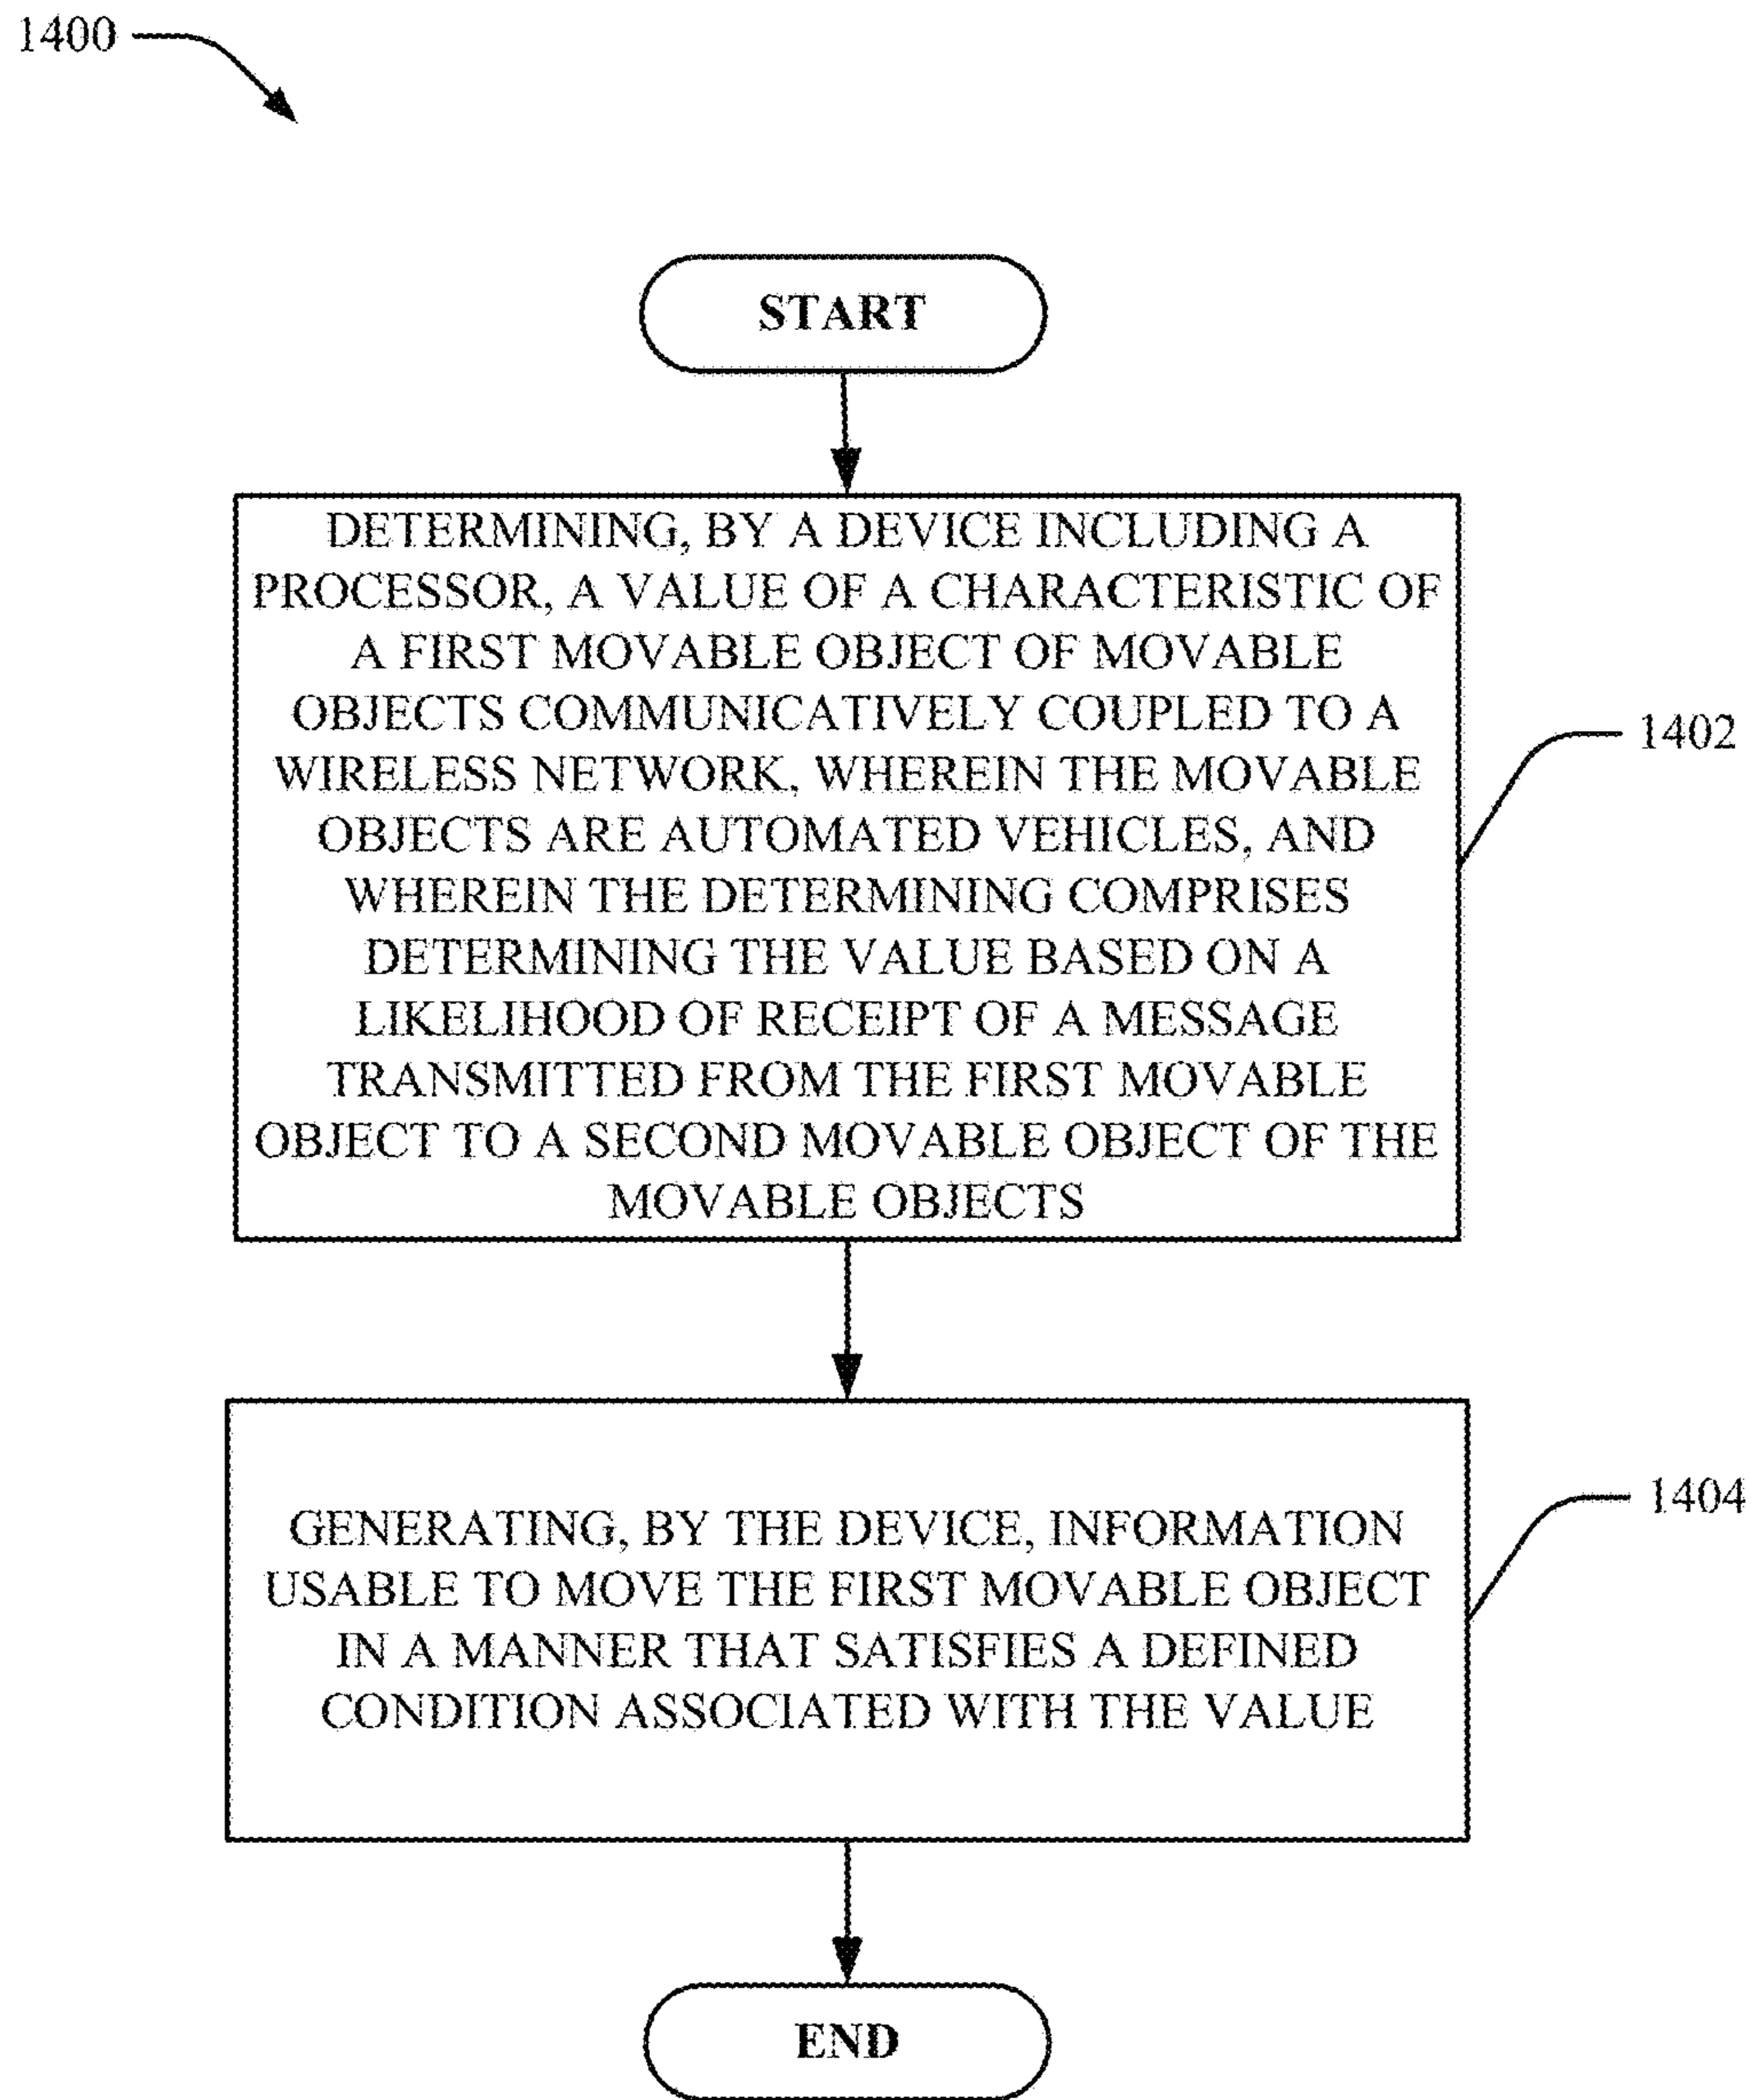 1400
START
DETERMINING, BY A DEVICE INCLUDING A
PROCESSOR, A VALUE OF A CHARACTERISTIC OF
A FIRST MOVABLE OBJECT OF MOVABLE
OBJECTS COMMUNICATIVELY COUPLED TO A
WIRELESS NETWORK, WHEREIN THE MOVABLE
OBJECTS ARE AUTOMATED VEHICLES, AND
WHEREIN THE DETERMINING COMPRISES
DETERMINING THE VALUE BASED ON A
LIKELIHOOD OF RECEIPT OF A MESSAGE
TRANSMITTED FROM THE FIRST MOVABLE
OBJECT TO A SECOND MOVABLE OBJECT OF THE
MOVABLE OBJECTS
1402
GENERATING, BY THE DEVICE, INFORMATION
USABLE TO MOVE THE FIRST MOVABLE OBJECT
IN A MANNER THAT SATISFIES A DEFINED
CONDITION ASSOCIATED WITH THE VALUE
1404
END